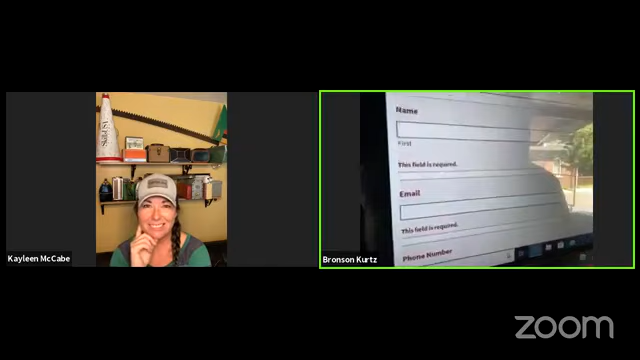 Kayleen McCabe
Name
First
This field is required.
Email
This field is required.
Phone Number
Bronson Kurtz
zoom